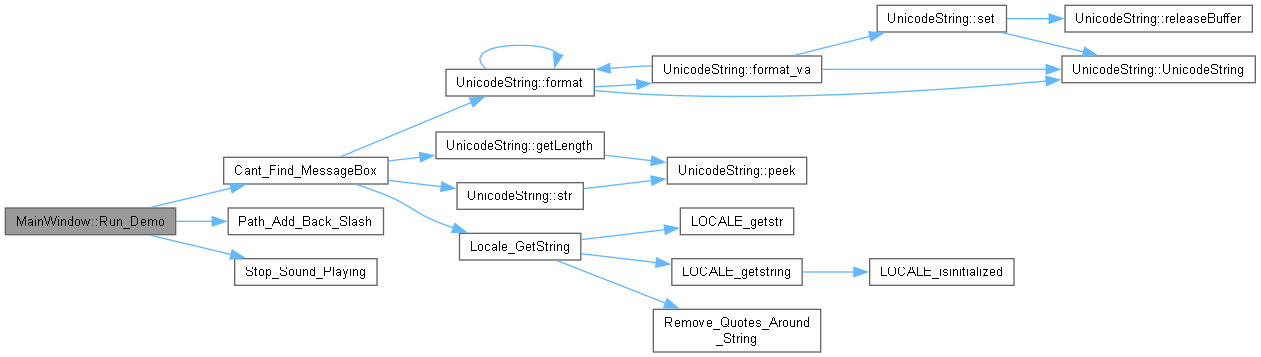 UnicodeString::set
UnicodeString::releaseBuffer
UnicodeString::format
UnicodeString::format_va
UnicodeString::UnicodeString
UnicodeString::getLength
UnicodeString::peek
Cant_Find_MessageBox
UnicodeString::str
MainWindow::Run_Demo
Path_Add_Back_Slash
LOCALE_getstr
Locale_GetString
Stop_Sound_Playing
LOCALE_getstring
LOCALE_isinitialized
Remove_Quotes_Around
_String